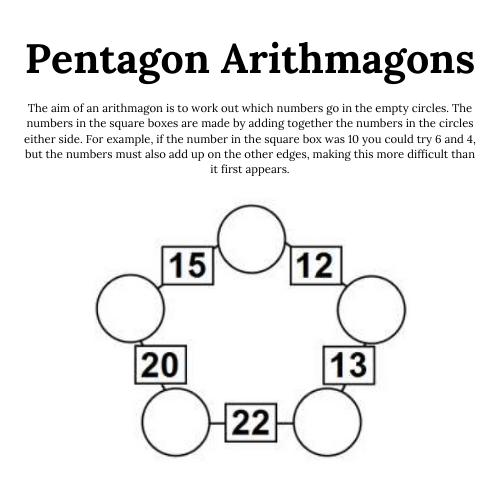 Pentagon Arithmagons
The aim of an arithmagon is to work out which numbers go in the empty circles. The
numbers in the square boxes are made by adding together the numbers in the circles
either side. For example, if the number in the square box was 10 you could try 6 and 4,
but the numbers must also add up on the other edges, making this more difficult than
it first appears.
15 12
20 13
22